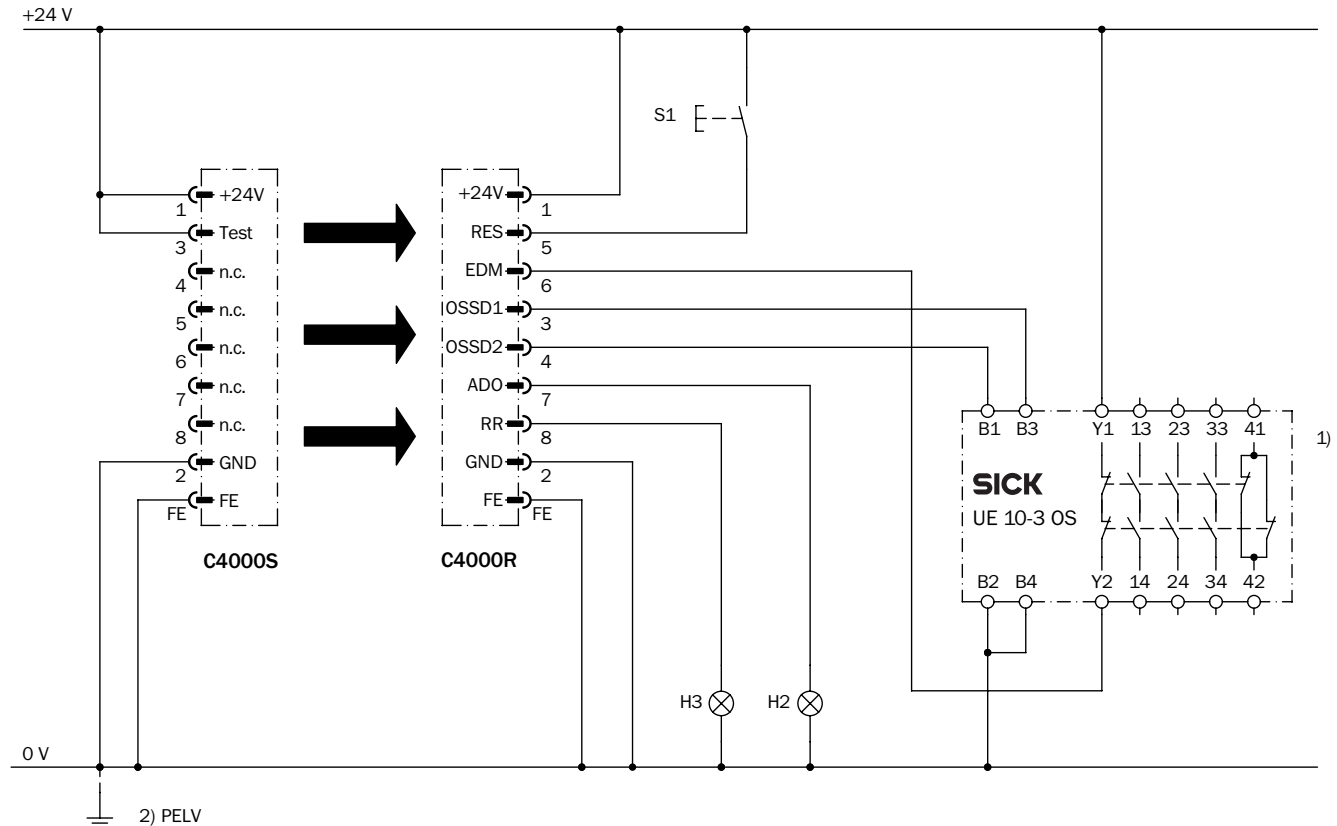 +24 V
S1
+24V
1
Test
3
n.c.
4
n.c.
5
n.c.
6
n.c.
7
n.c.
8
GND
2
FE
FE
C4000S
+24V
1
RES
5
EDM
6
OSSD1
3
OSSD2
4
ADO
7
RR
8
GND
2
FE
FE
C4000R
B1 B3 Y1 13 23 33 41
1)
SICK
UE 10-3 OS
B2 B4 Y2 14 24 34 42
H3
H2
0 V
2) PELV